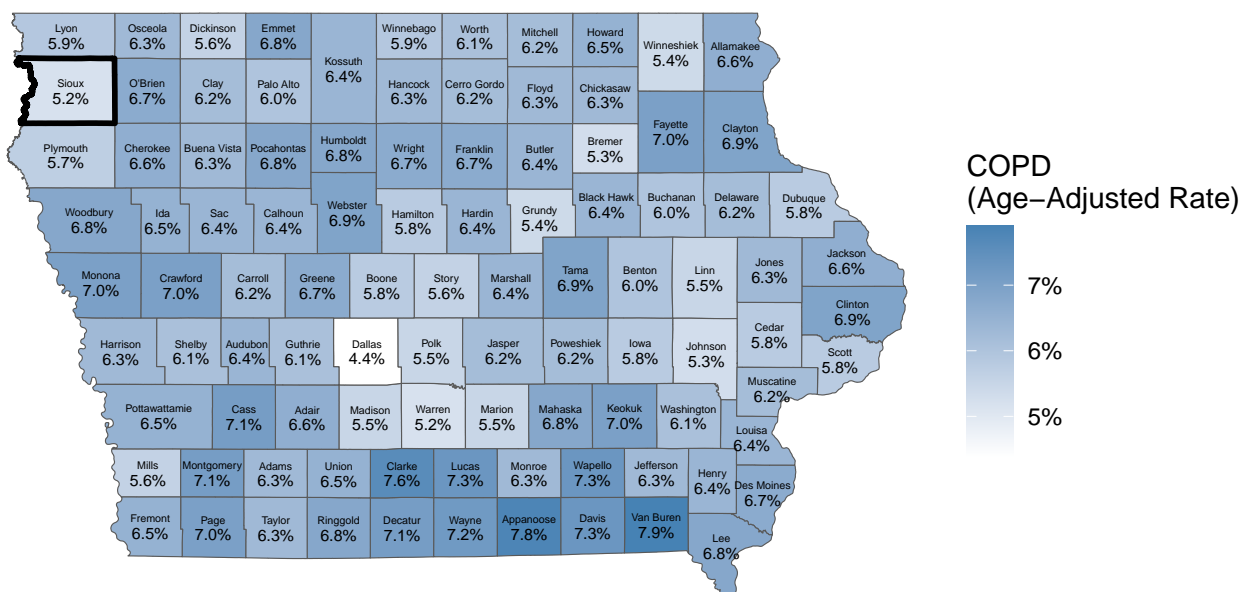 Lyon
5.9%
Osceola
6.3%
Dickinson
5.6%
Emmet
6.8%
Kossuth
6.4%
Winnebago
5.9%
Worth
6.1%
Mitchell
6.2%
Howard
6.5%
Winneshiek
5.4%
Allamakee
6.6%
Sioux
5.2%
O'Brien
6.7%
Clay
6.2%
Palo Alto
6.0%
Hancock
6.3%
Cerro Gordo
6.2%
Floyd
6.3%
Chickasaw
6.3%
Fayette
7.0%
Clayton
6.9%
Plymouth
5.7%
Cherokee
6.6%
Buena Vista
6.3%
Pocahontas
6.8%
Humboldt
6.8%
Wright
6.7%
Franklin
6.7%
Butler
6.4%
Bremer
5.3%
Woodbury
6.8%
Ida
6.5%
Sac
6.4%
Calhoun
6.4%
Webster
6.9%
Hamilton
5.8%
Hardin
6.4%
Grundy
5.4%
Black Hawk
6.4%
Buchanan
6.0%
Delaware
6.2%
Dubuque
5.8%
Monona
7.0%
Crawford
7.0%
Carroll
6.2%
Greene
6.7%
Boone
5.8%
Story
5.6%
Marshall
6.4%
Tama
6.9%
Benton
6.0%
Linn
5.5%
Jones
6.3%
Jackson
6.6%
Clinton
6.9%
Harrison
6.3%
Shelby
6.1%
Audubon
6.4%
Guthrie
6.1%
Dallas
4.4%
Polk
5.5%
Jasper
6.2%
Poweshiek
6.2%
Iowa
5.8%
Johnson
5.3%
Cedar
5.8%
Scott
5.8%
Muscatine
6.2%
Pottawattamie
6.5%
Cass
7.1%
Adair
6.6%
Madison
5.5%
Warren
5.2%
Marion
5.5%
Mahaska
6.8%
Keokuk
7.0%
Washington
6.1%
Louisa
6.4%
Mills
5.6%
Montgomery
7.1%
Adams
6.3%
Union
6.5%
Clarke
7.6%
Lucas
7.3%
Monroe
6.3%
Wapello
7.3%
Jefferson
6.3%
Henry
6.4%
Des Moines
6.7%
Fremont
6.5%
Page
7.0%
Taylor
6.3%
Ringgold
6.8%
Decatur
7.1%
Wayne
7.2%
Appanoose
7.8%
Davis
7.3%
Van Buren
7.9%
Lee
6.8%
COPD
(Age−Adjusted Rate)
7%
6%
5%